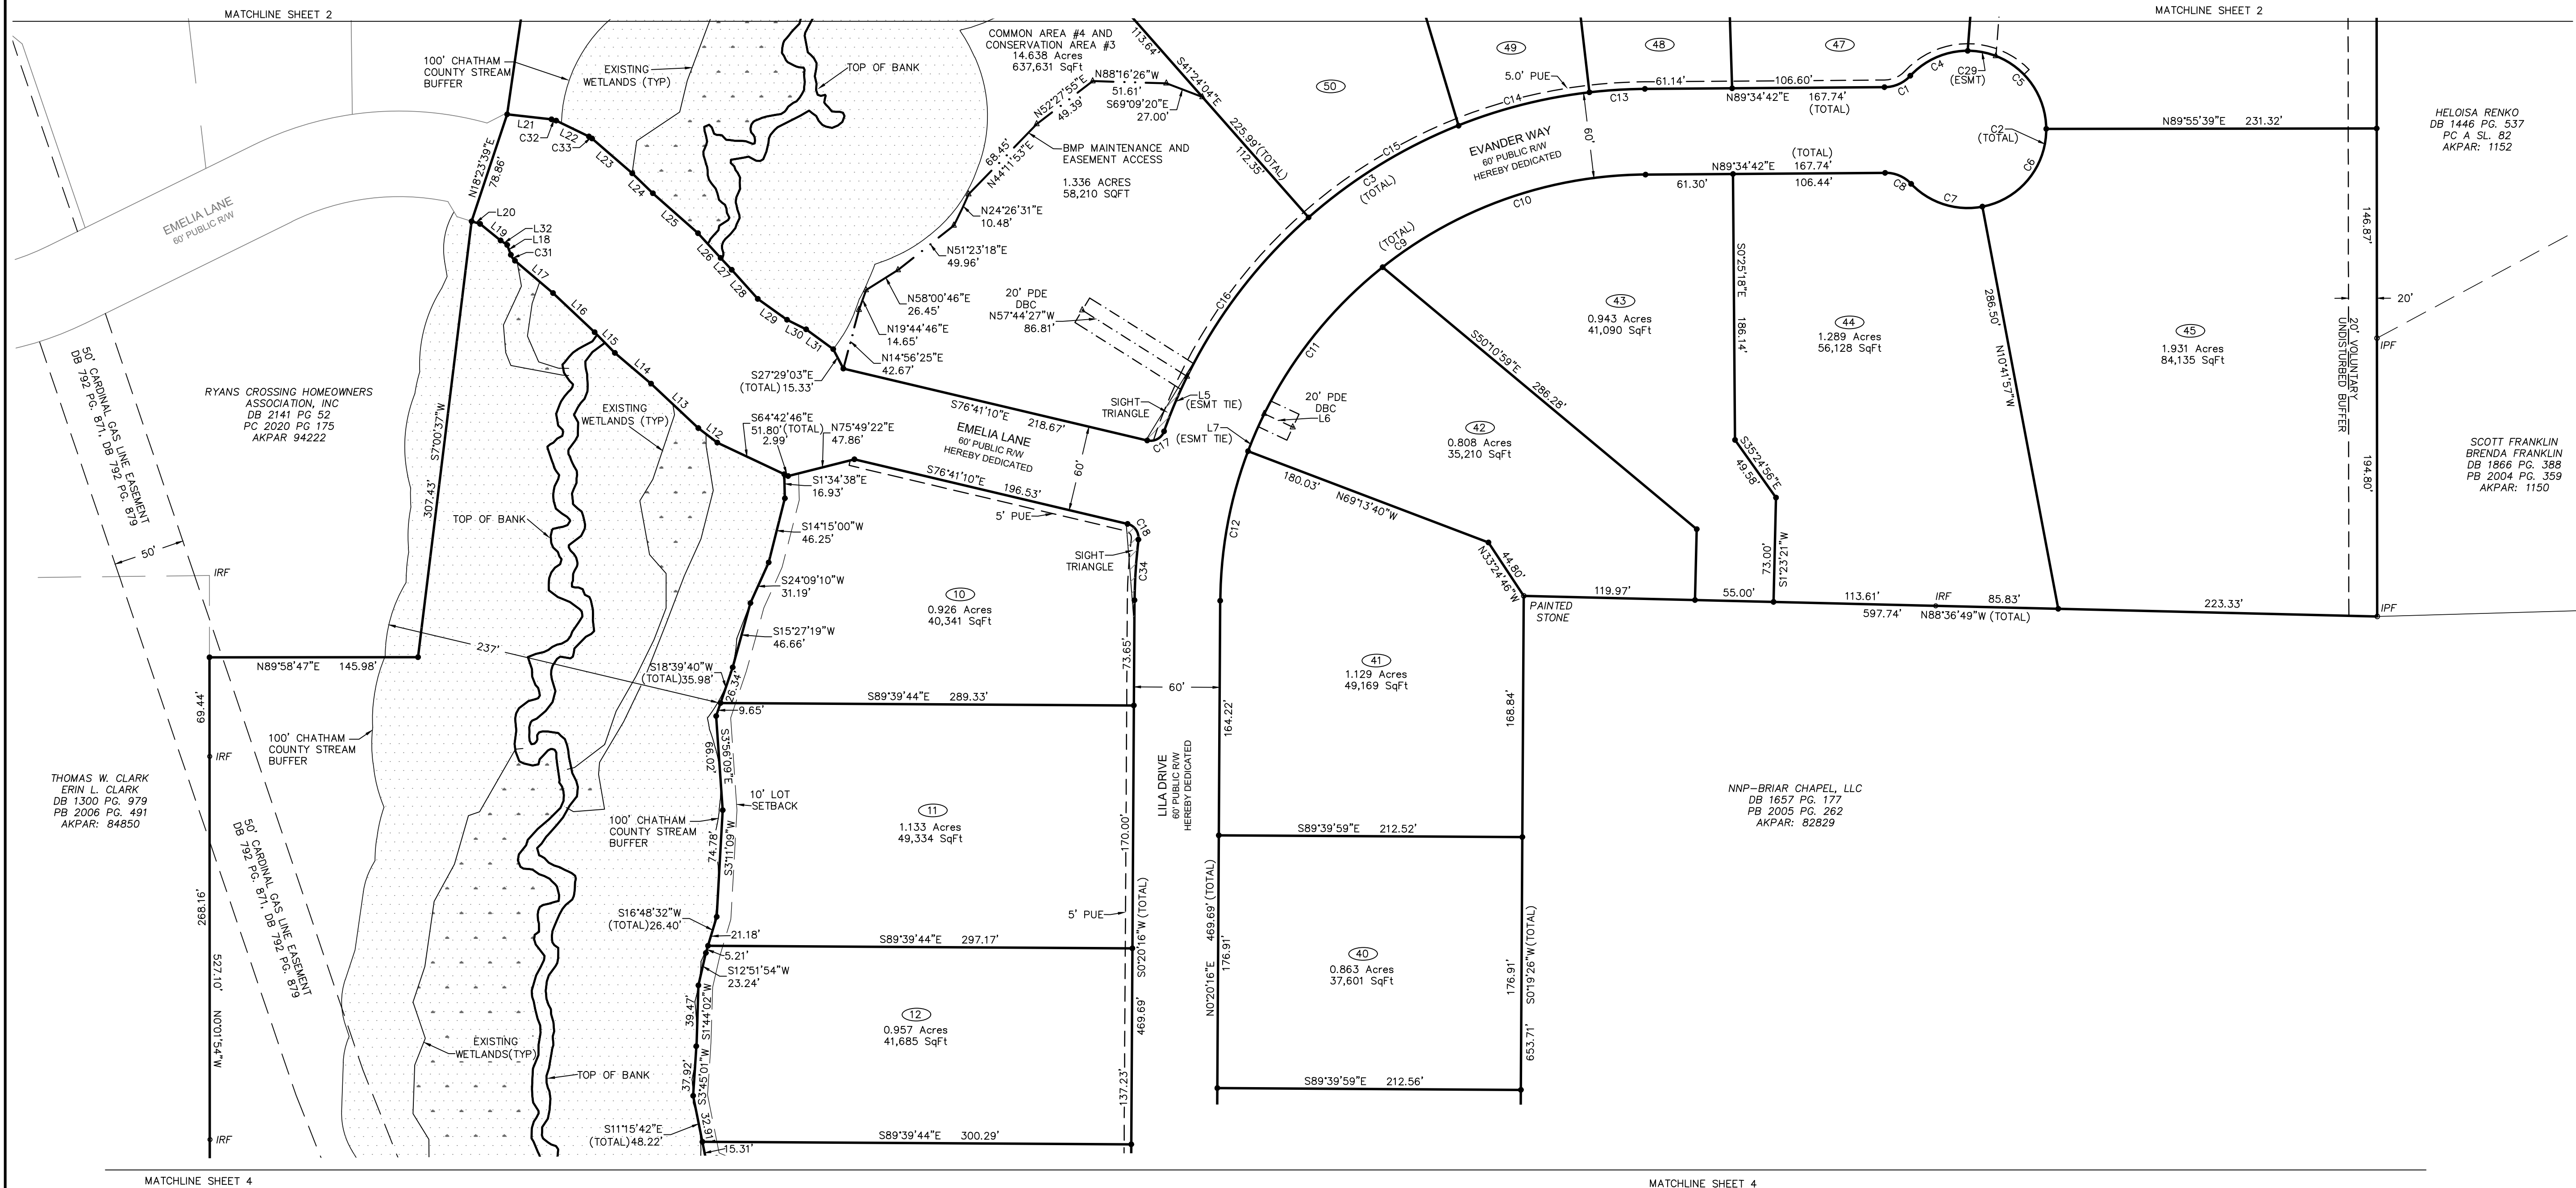 MATCHLINE SHEET 2
MATCHLINE SHEET 2
100' CHATHAM
COUNTY STREAM
BUFFER
EXISTING
WETLANDS (TYP)
TOP OF BANK
COMMON AREA #4 AND
CONSERVATION AREA #3
14.638 Acres
637,631 SqFt
N88°16'26"W
51.61'
S69°09'20"E
27.00'
N52°27'55"E
49.39'
68.45'
N44°11'53"E
BMP MAINTENANCE AND
EASEMENT ACCESS
1.336 ACRES
58,210 SQFT
N24°26'31"E
10.48'
N51°23'18"E
49.96'
N58°00'46"E
26.45'
N19°44'46"E
14.65'
N14°56'25"E
42.67'
113.64'
S41°24'04"E
225.99'(TOTAL)
112.35'
50
49
48
47
5.0' PUE
61.14'
106.60'
N89°34'42"E 167.74'
(TOTAL)
C14
C13
C15
C3
(TOTAL)
C16
C1
C4
C29
(ESMT)
C5
C2
(TOTAL)
C6
C7
C8
EVANDER WAY
60' PUBLIC R/W
HEREBY DEDICATED
60'
(TOTAL)
N89°34'42"E 167.74'
61.30'
106.44'
C10
(TOTAL)
C9
C11
C12
N89°55'39"E 231.32'
HELOISA RENKO
DB 1446 PG. 537
PC A SL. 82
AKPAR: 1152
146.87'
20'
IPF
20' VOLUNTARY
UNDISTURBED BUFFER
194.80'
IPF
SCOTT FRANKLIN
BRENDA FRANKLIN
DB 1866 PG. 388
PB 2004 PG. 359
AKPAR: 1150
EMELIA LANE
60' PUBLIC R/W
N18°23'39"E
78.86'
L21
C32
L22
C33
L23
L24
L25
L26
L27
L28
L29
L30
L31
L20
L19
L32
L18
C31
L17
L16
L15
L14
L13
L12
S27°29'03"E
(TOTAL) 15.33'
S64°42'46"E
51.80'(TOTAL)
2.99'
N75°49'22"E
47.86'
S76°41'10"E
218.67'
EMELIA LANE
60' PUBLIC R/W
HEREBY DEDICATED
60'
S76°41'10"E
196.53'
5' PUE
20' PDE
DBC
N57°44'27"W
86.81'
SIGHT
TRIANGLE
L5
(ESMT TIE)
C17
20' PDE
DBC
L6
L7
(ESMT TIE)
C18
SIGHT
TRIANGLE
C34
43
0.943 Acres
41,090 SqFt
44
1.289 Acres
56,128 SqFt
45
1.931 Acres
84,135 SqFt
42
0.808 Acres
35,210 SqFt
S0°25'18"E 186.14'
S35°24'56"E
49.58'
73.00'
S1°23'21"W
286.50'
N10°41'57"W
S50°10'59"E 286.28'
180.03'
N69°13'40"W
44.80'
N33°24'46"W
PAINTED
STONE
119.97'
55.00'
113.61'
IRF
85.83'
223.33'
597.74'
N88°36'49"W (TOTAL)
RYANS CROSSING HOMEOWNERS
ASSOCIATION, INC
DB 2141 PG 52
PC 2020 PG 175
AKPAR 94222
50' CARDINAL GAS LINE EASEMENT
DB 792 PG. 871, DB 792 PG. 879
50'
IRF
S7°00'37"W
307.43'
EXISTING
WETLANDS (TYP)
TOP OF BANK
237'
N89°58'47"E 145.98'
69.44'
IRF
100' CHATHAM
COUNTY STREAM
BUFFER
THOMAS W. CLARK
ERIN L. CLARK
DB 1300 PG. 979
PB 2006 PG. 491
AKPAR: 84850
50' CARDINAL GAS LINE EASEMENT
DB 792 PG. 871, DB 792 PG. 879
268.16'
527.10' N0°01'54"W
IRF
S1°34'38"E
16.93'
S14°15'00"W
46.25'
S24°09'10"W
31.19'
S15°27'19"W
46.66'
S18°39'40"W
(TOTAL)35.98'
26.34'
9.65'
S3°56'09"E
66.02'
10' LOT
SETBACK
100' CHATHAM
COUNTY STREAM
BUFFER
74.78'
S3°11'09"W
S16°48'32"W
(TOTAL)26.40'
21.18'
5.21'
S12°51'54"W
23.24'
39.47'
S1°44'02"W
37.92'
S3°45'01"W
S11°15'42"E
(TOTAL)48.22'
32.91'
15.31'
EXISTING
WETLANDS(TYP)
TOP OF BANK
10
0.926 Acres
40,341 SqFt
S89°39'44"E 289.33'
11
1.133 Acres
49,334 SqFt
S89°39'44"E 297.17'
12
0.957 Acres
41,685 SqFt
S89°39'44"E 300.29'
73.65'
170.00'
5' PUE
S0°20'16"W (TOTAL)
469.69'
137.23'
60'
LILA DRIVE
60' PUBLIC R/W
HEREBY DEDICATED
164.22'
N0°20'16"E 469.69' (TOTAL)
176.91'
41
1.129 Acres
49,169 SqFt
168.84'
S89°39'59"E 212.52'
40
0.863 Acres
37,601 SqFt
176.91'
S0°19'26"W (TOTAL)
653.71'
S89°39'59"E 212.56'
NNP-BRIAR CHAPEL, LLC
DB 1657 PG. 177
PB 2005 PG. 262
AKPAR: 82829
MATCHLINE SHEET 4
MATCHLINE SHEET 4